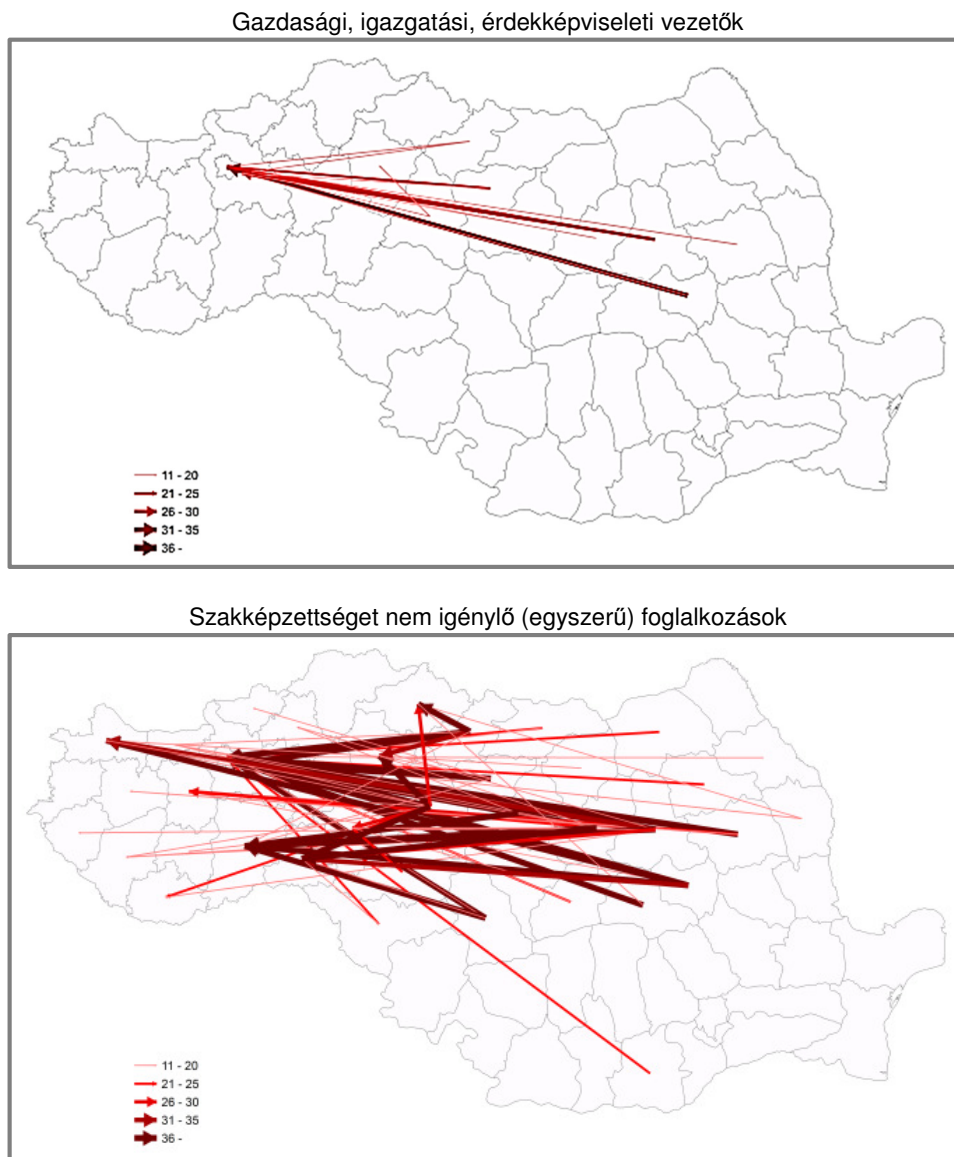 Gazdasági, igazgatási, érdekképviseleti vezetők
11 - 20
21 - 25
26 - 30
31 - 35
36 -
Szakképzettséget nem igénylő (egyszerű) foglalkozások
11 - 20
21 - 25
26 - 30
31 - 35
36 -